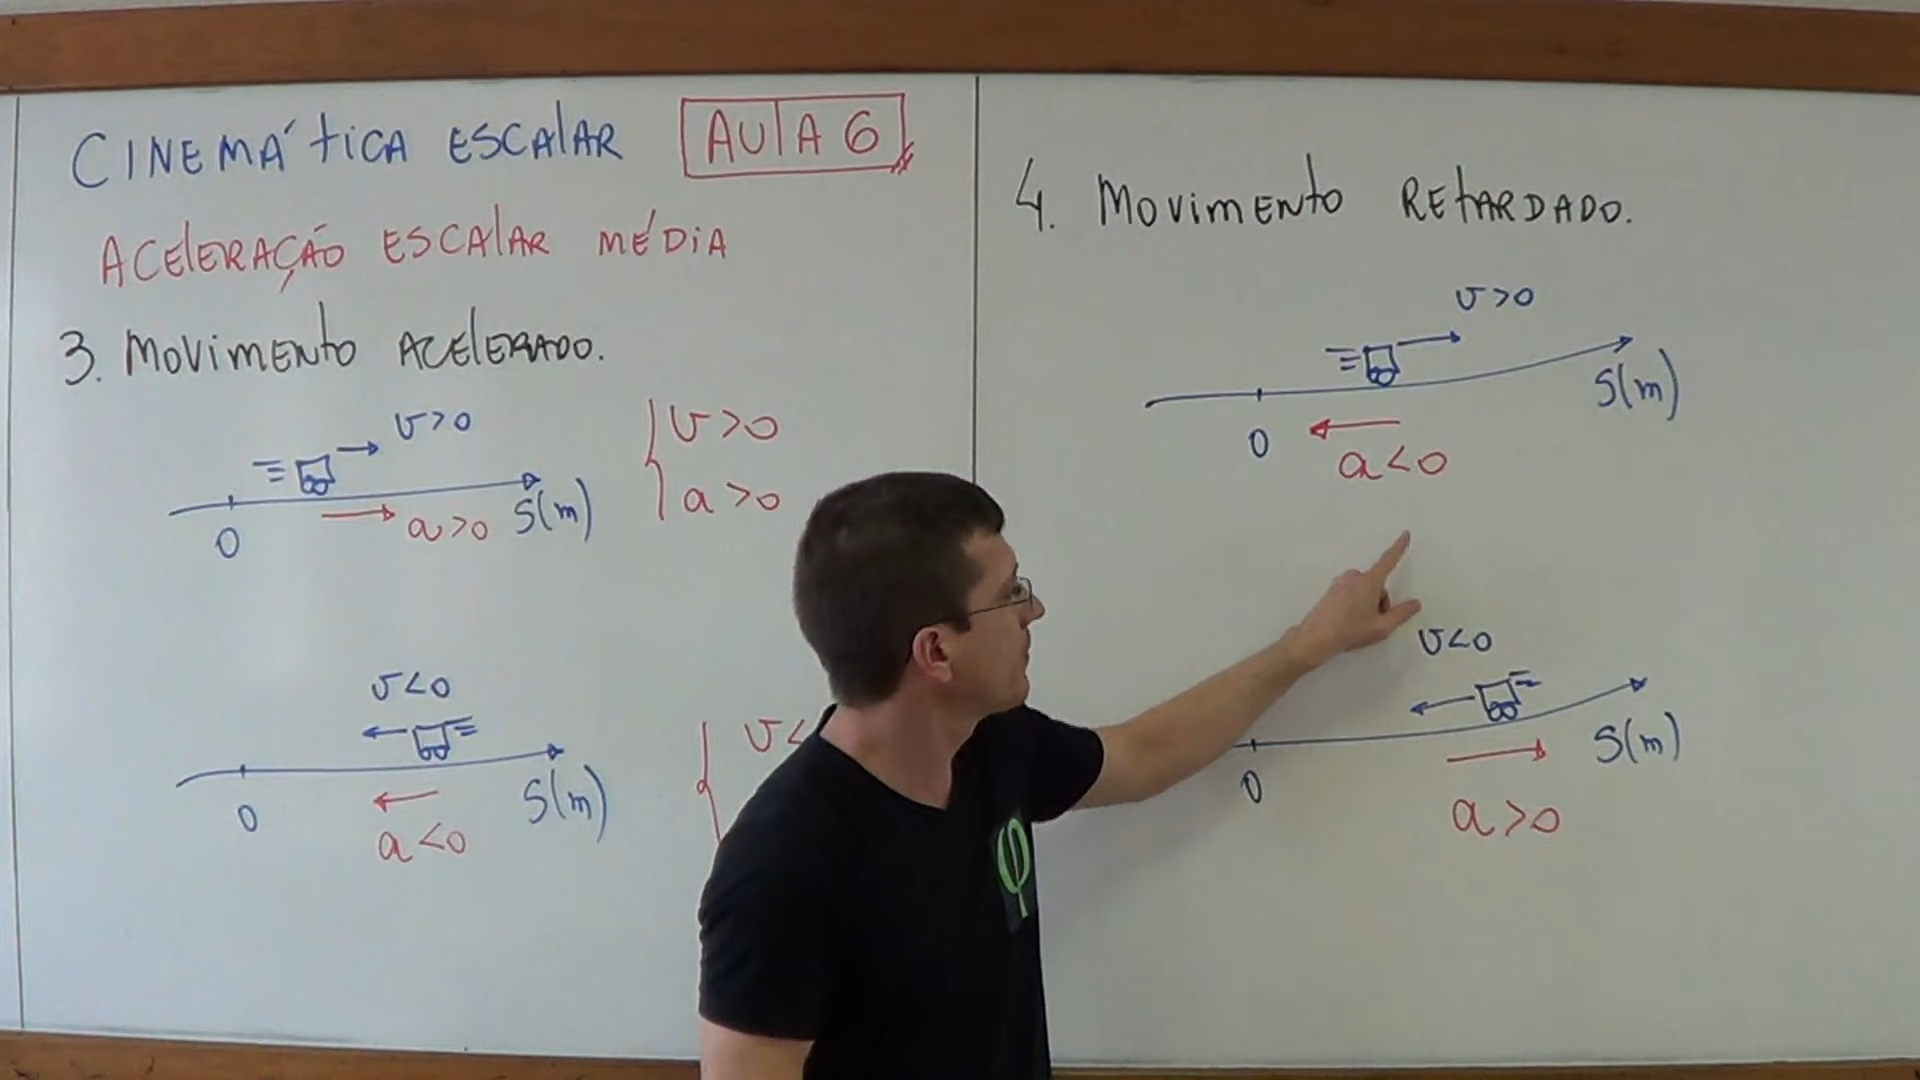 CINEMÁTICA ESCALAR AULA 6
ACELERAÇÃO ESCALAR MÉDIA
3. MOVIMENTO ACELERADO.
v>0
0
a>0
S(m)
v>0
a>0
v<0
0
a<0
S(m)
v<
4. MOVIMENTO RETARDADO.
v>0
0
a<0
S(m)
v<0
0
a>0
S(m)
φ